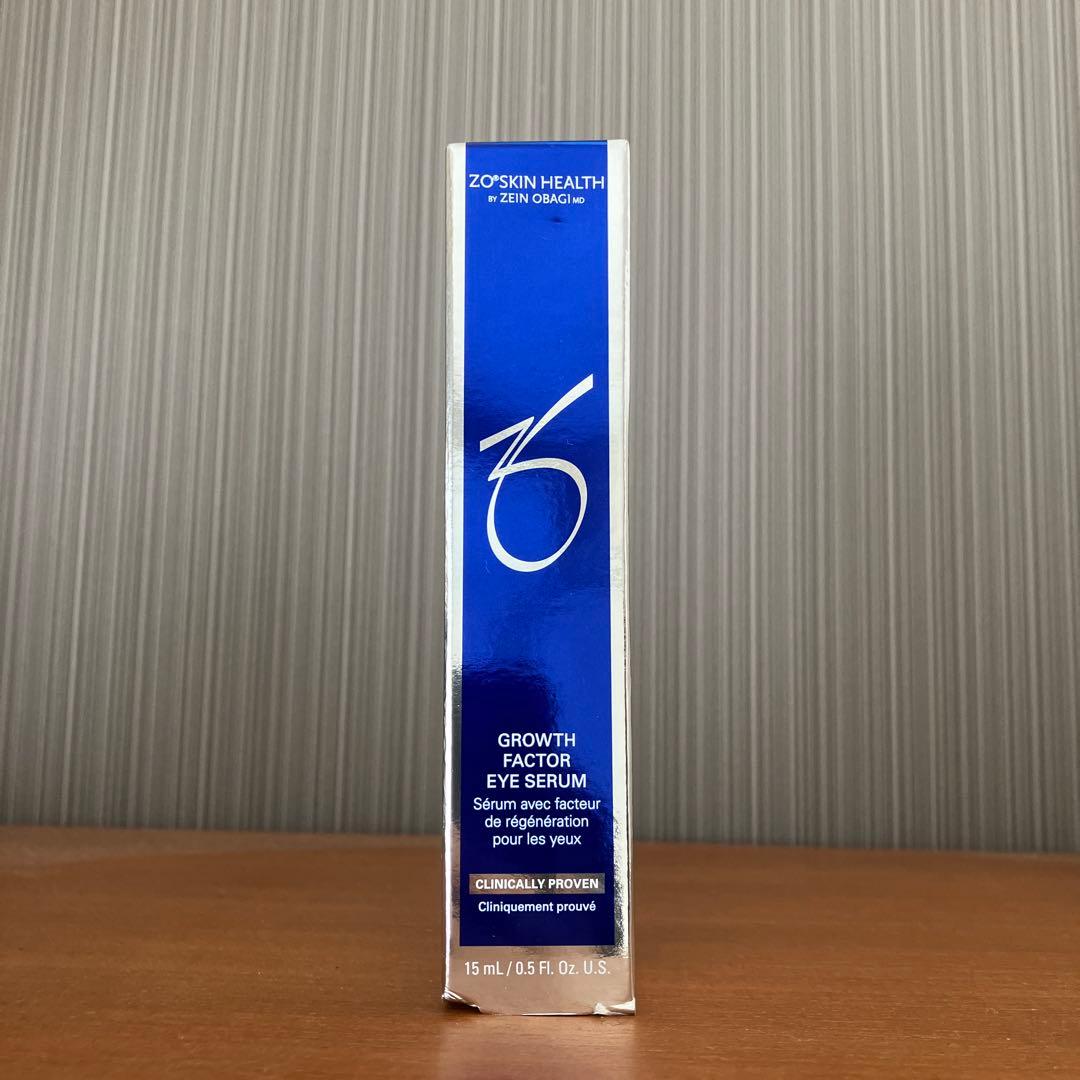 ZO® SKIN HEALTH
BY ZEIN OBAGI MD
ZO
GROWTH
FACTOR
EYE SERUM
Sérum avec facteur
de régénération
pour les yeux
CLINICALLY PROVEN
Cliniquement prouvé
15 mL / 0.5 Fl. Oz. U.S.